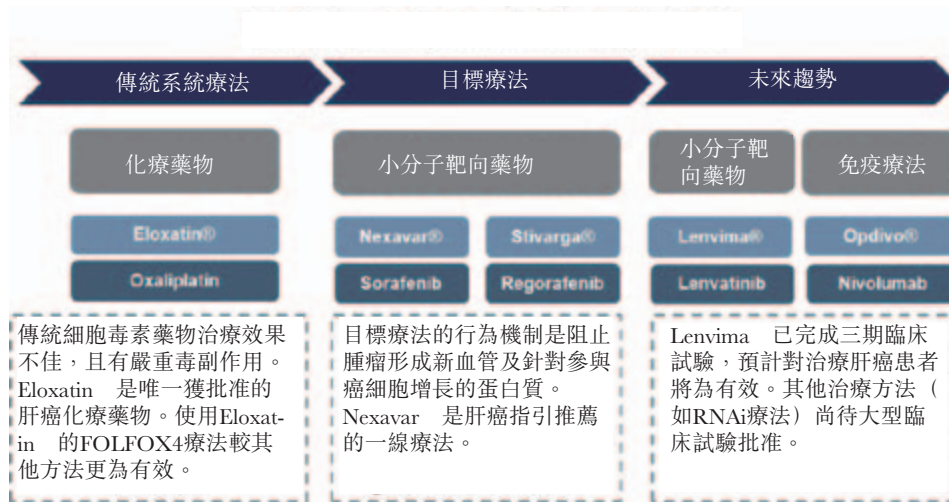 傳統系統療法
目標療法
未來趨勢
化療藥物
小分子靶向藥物
小分子靶
向藥物
免疫療法
Eloxatin®
Nexavar®
Stivarga®
Lenvima®
Opdivo®
Oxaliplatin
Sorafenib
Regorafenib
Lenvatinib
Nivolumab
傳統細胞毒素藥物治療效果
不佳，且有嚴重毒副作用。
Eloxatin 是唯一獲批准的
肝癌化療藥物。使用Eloxat-
in 的FOLFOX4療法較其
他方法更為有效。
目標療法的行為機制是阻止
腫瘤形成新血管及針對參與
癌細胞增長的蛋白質。
Nexavar 是肝癌指引推薦
的一線療法。
Lenvima 已完成三期臨床
試驗，預計對治療肝癌患者
將為有效。其他治療方法（
如RNAi療法）尚待大型臨
床試驗批准。